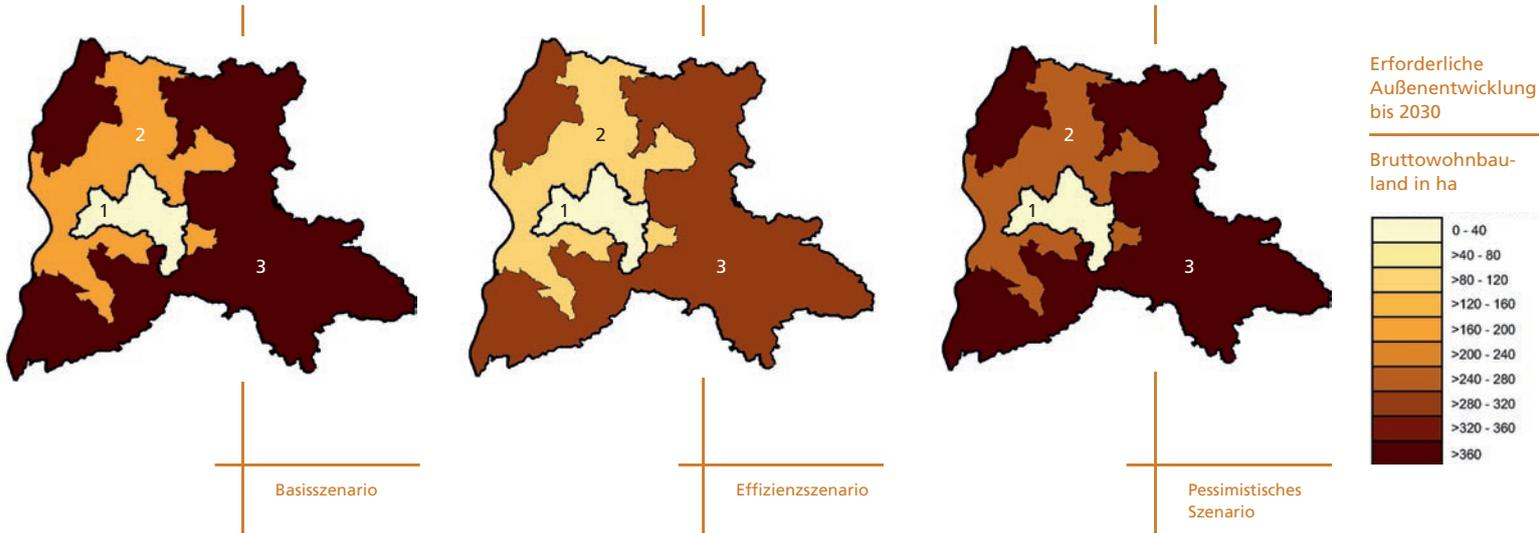 2
1
3
Basisszenario
2
1
3
Effizienzszenario
2
1
3
Pessimistisches
Szenario
Erforderliche
Außenentwicklung
bis 2030
Bruttowohnbau-
land in ha
0 - 40
>40 - 80
>80 - 120
>120 - 160
>160 - 200
>200 - 240
>240 - 280
>280 - 320
>320 - 360
>360